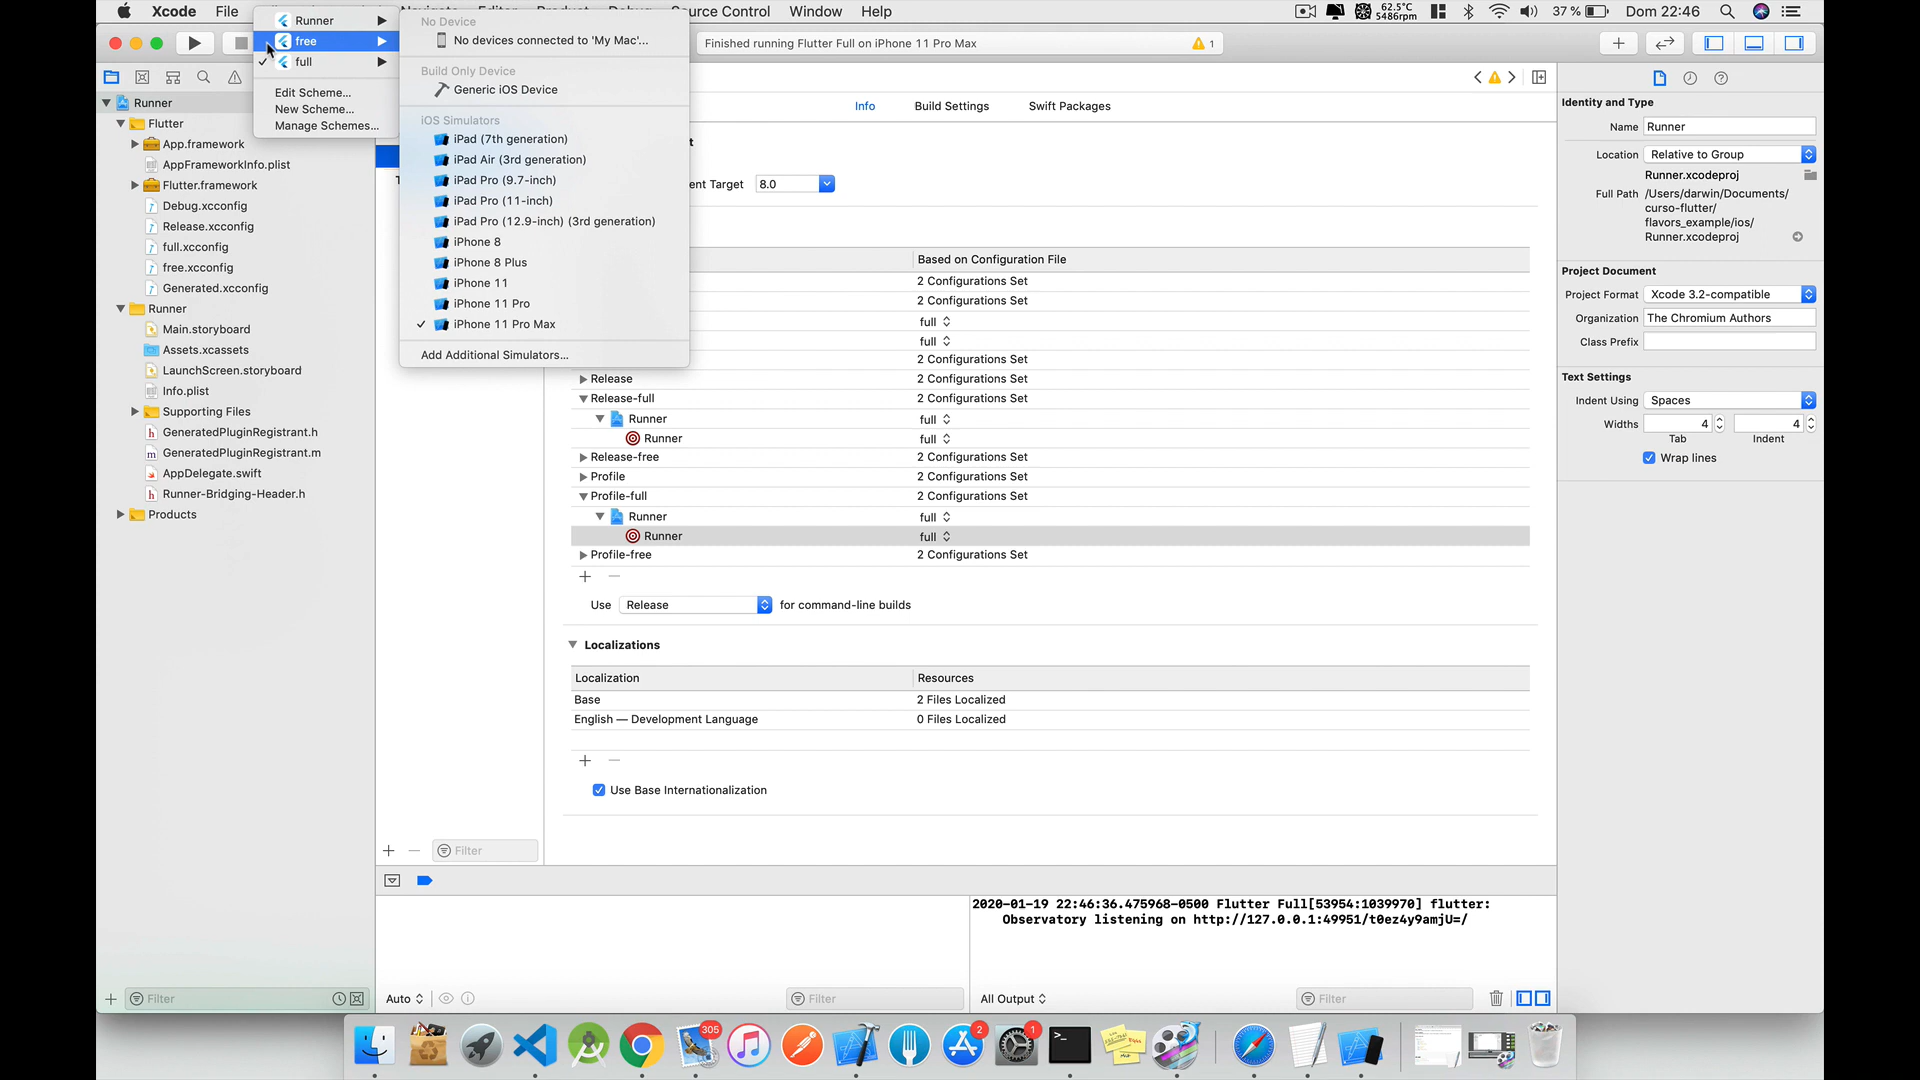 Xcode File Navigate Editor Product Debug Source Control Window Help
62.5°C
5486rpm
37 %
Dom 22:46
Runner
free
full
Edit Scheme...
New Scheme...
Manage Schemes...
No Device
No devices connected to 'My Mac'...
Build Only Device
Generic iOS Device
iOS Simulators
iPad (7th generation)
iPad Air (3rd generation)
iPad Pro (9.7-inch)
iPad Pro (11-inch)
iPad Pro (12.9-inch) (3rd generation)
iPhone 8
iPhone 8 Plus
iPhone 11
iPhone 11 Pro
iPhone 11 Pro Max
Add Additional Simulators...
Finished running Flutter Full on iPhone 11 Pro Max
1
Runner
Flutter
App.framework
AppFrameworkInfo.plist
Flutter.framework
Debug.xcconfig
Release.xcconfig
full.xcconfig
free.xcconfig
Generated.xcconfig
Runner
Main.storyboard
Assets.xcassets
LaunchScreen.storyboard
Info.plist
Supporting Files
GeneratedPluginRegistrant.h
GeneratedPluginRegistrant.m
AppDelegate.swift
Runner-Bridging-Header.h
Products
Filter
Filter
Info Build Settings Swift Packages
ent Target 8.0
Based on Configuration File
2 Configurations Set
2 Configurations Set
full
full
2 Configurations Set
Release 2 Configurations Set
Release-full 2 Configurations Set
Runner full
Runner full
Release-free 2 Configurations Set
Profile 2 Configurations Set
Profile-full 2 Configurations Set
Runner full
Runner full
Profile-free 2 Configurations Set
Use Release for command-line builds
Localizations
Localization Resources
Base 2 Files Localized
English — Development Language 0 Files Localized
Use Base Internationalization
2020-01-19 22:46:36.475968-0500 Flutter Full[53954:1039970] flutter:
Observatory listening on http://127.0.0.1:49951/t0ez4y9amjU=/
Auto
Filter
All Output
Filter
Identity and Type
Name Runner
Location Relative to Group
Runner.xcodeproj
Full Path /Users/darwin/Documents/
curso-flutter/
flavors_example/ios/
Runner.xcodeproj
Project Document
Project Format Xcode 3.2-compatible
Organization The Chromium Authors
Class Prefix
Text Settings
Indent Using Spaces
Widths 4 4
Tab Indent
Wrap lines
305
2
1